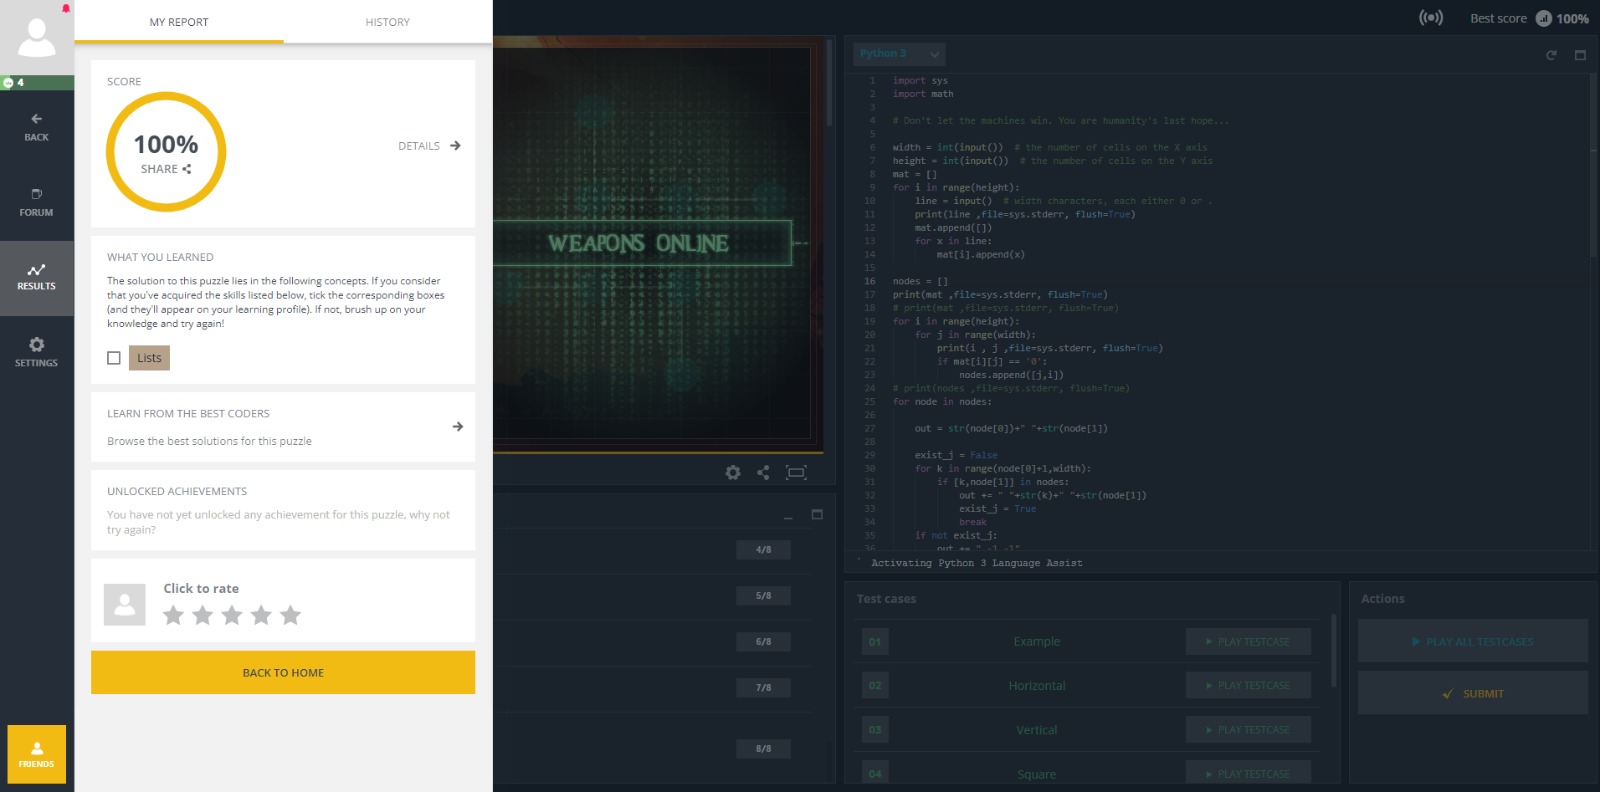 MY REPORT
HISTORY
Best score 100%
4
BACK
FORUM
RESULTS
SETTINGS
FRIENDS
SCORE
100%
SHARE
DETAILS
WHAT YOU LEARNED
The solution to this puzzle lies in the following concepts. If you consider
that you've acquired the skills listed below, tick the corresponding boxes
(and they'll appear on your learning profile). If not, brush up on your
knowledge and try again!
Lists
LEARN FROM THE BEST CODERS
Browse the best solutions for this puzzle
UNLOCKED ACHIEVEMENTS
You have not yet unlocked any achievement for this puzzle, why not
try again?
Click to rate
BACK TO HOME
WEAPONS ONLINE
4/8
5/8
6/8
7/8
8/8
Python 3
1 import sys
2 import math
3
4 # Don't let the machines win. You are humanity's last hope...
5
6 width = int(input())  # the number of cells on the X axis
7 height = int(input())  # the number of cells on the Y axis
8 mat = []
9 for i in range(height):
10     line = input()  # width characters, each either 0 or .
11     print(line ,file=sys.stderr, flush=True)
12     mat.append([])
13     for x in line:
14         mat[i].append(x)
15
16 nodes = []
17 print(mat ,file=sys.stderr, flush=True)
18 # print(mat ,file=sys.stderr, flush=True)
19 for i in range(height):
20     for j in range(width):
21         print(i , j ,file=sys.stderr, flush=True)
22         if mat[i][j] == '0':
23             nodes.append([j,i])
24 # print(nodes ,file=sys.stderr, flush=True)
25 for node in nodes:
26
27     out = str(node[0])+" "+str(node[1])
28
29     exist_j = False
30     for k in range(node[0]+1,width):
31         if [k,node[1]] in nodes:
32             out += " "+str(k)+" "+str(node[1])
33             exist_j = True
34             break
35     if not exist_j:
36         out += " -1 -1"
Activating Python 3 Language Assist
Test cases
01 Example PLAY TESTCASE
02 Horizontal PLAY TESTCASE
03 Vertical PLAY TESTCASE
04 Square PLAY TESTCASE
Actions
PLAY ALL TESTCASES
SUBMIT